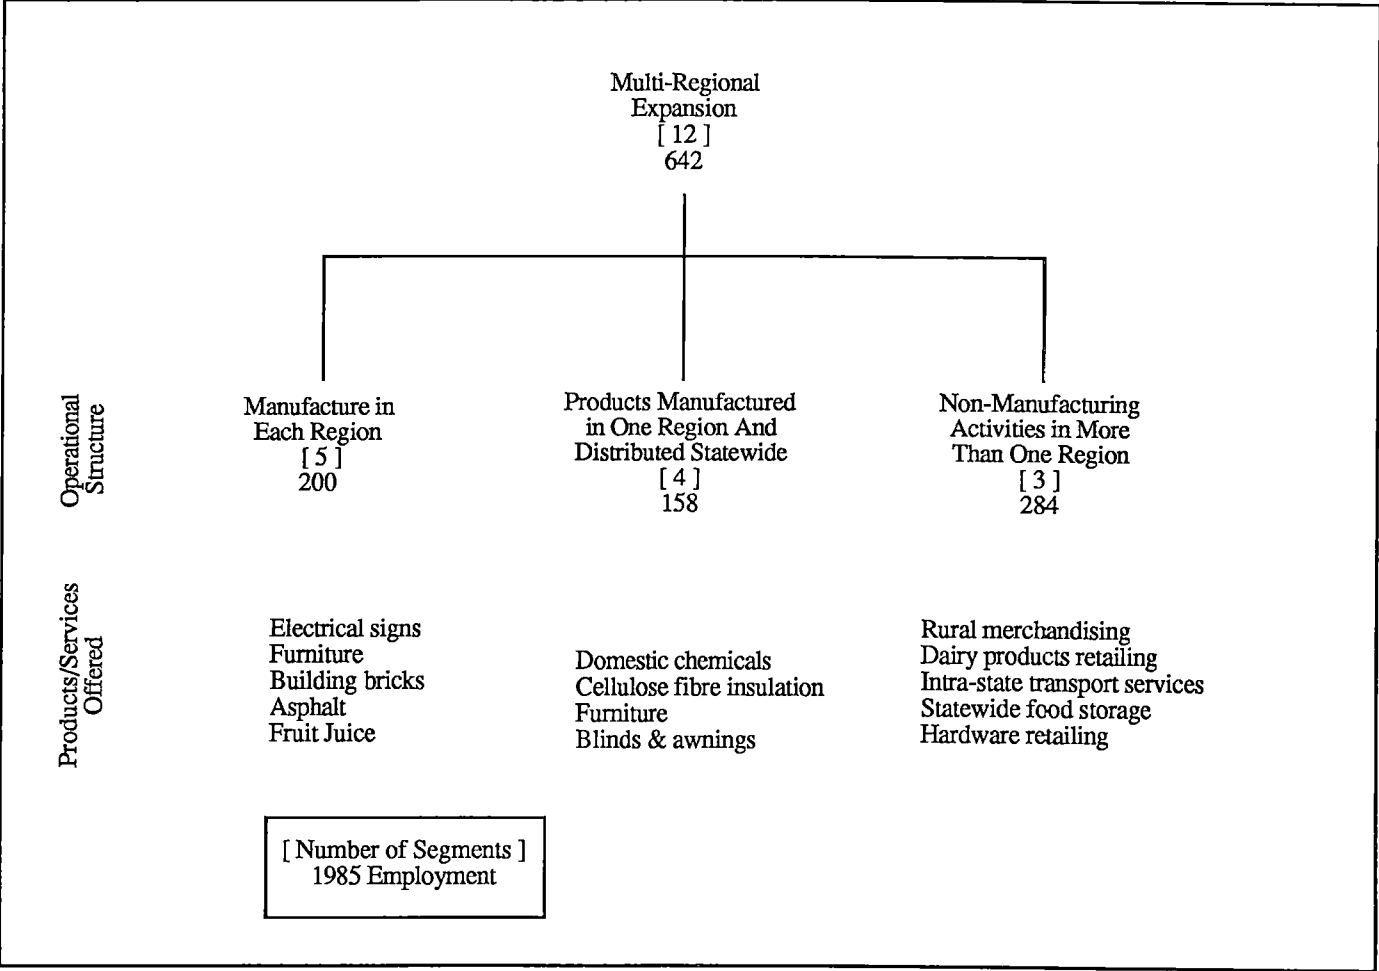 Multi-Regional
Expansion
[ 12 ]
642
Operational
Structure
Manufacture in
Each Region
[ 5 ]
200
Products Manufactured
in One Region And
Distributed Statewide
[ 4 ]
158
Non-Manufacturing
Activities in More
Than One Region
[ 3 ]
284
Products/Services
Offered
Electrical signs
Furniture
Building bricks
Asphalt
Fruit Juice
Domestic chemicals
Cellulose fibre insulation
Furniture
Blinds & awnings
Rural merchandising
Dairy products retailing
Intra-state transport services
Statewide food storage
Hardware retailing
[ Number of Segments ]
1985 Employment